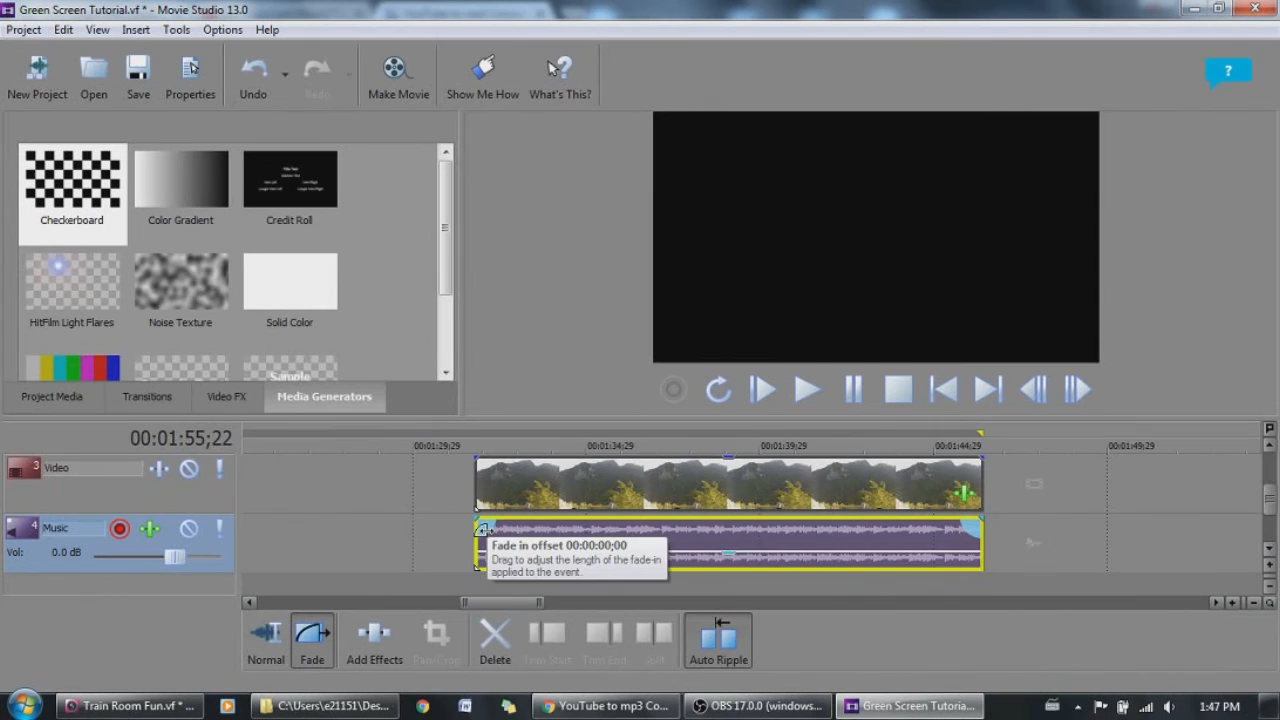 Green Screen Tutorial.vf * - Movie Studio 13.0
Project Edit View Insert Tools Options Help
New Project Open Save Properties Undo Redo Make Movie Show Me How What's This?
?
Checkerboard Color Gradient Credit Roll
HitFilm Light Flares Noise Texture Solid Color
Sample
Project Media Transitions Video FX Media Generators
00:01:55;22
00:01:29;29 00:01:34;29 00:01:39;29 00:01:44;29 00:01:49;29
3 Video
4 Music
Vol: 0.0 dB
Fade in offset 00:00:00;00
Drag to adjust the length of the fade-in
applied to the event.
Normal Fade Add Effects Pan/Crop Delete Trim Start Trim End Split Auto Ripple
Train Room Fun.vf * ... C:\Users\e21151\Des... YouTube to mp3 Co... OBS 17.0.0 (windows... Green Screen Tutoria... 1:47 PM